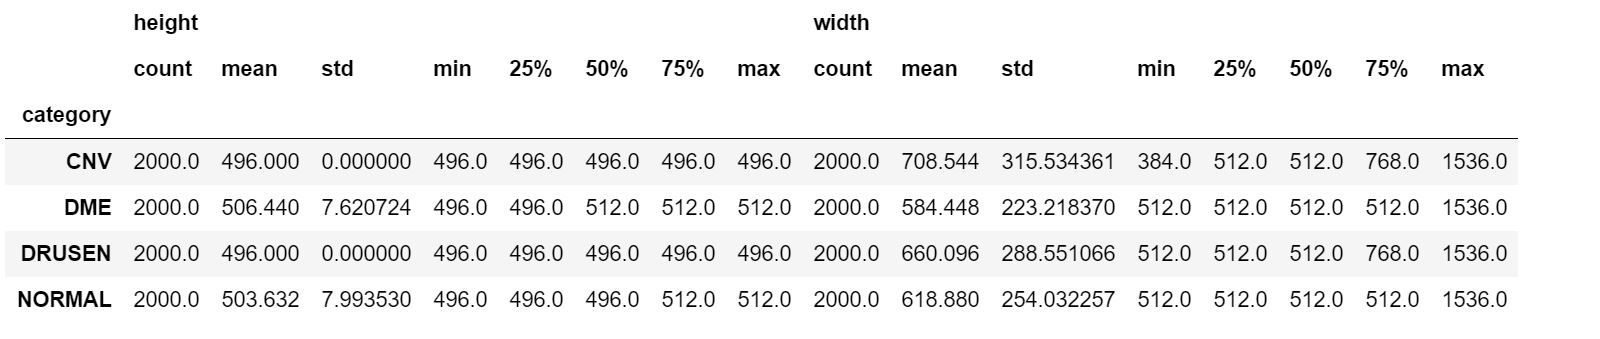 height width
count mean std min 25% 50% 75% max count mean std min 25% 50% 75% max
category
CNV 2000.0 496.000 0.000000 496.0 496.0 496.0 496.0 496.0 2000.0 708.544 315.534361 384.0 512.0 512.0 768.0 1536.0
DME 2000.0 506.440 7.620724 496.0 496.0 512.0 512.0 512.0 2000.0 584.448 223.218370 512.0 512.0 512.0 512.0 1536.0
DRUSEN 2000.0 496.000 0.000000 496.0 496.0 496.0 496.0 496.0 2000.0 660.096 288.551066 512.0 512.0 512.0 768.0 1536.0
NORMAL 2000.0 503.632 7.993530 496.0 496.0 496.0 512.0 512.0 2000.0 618.880 254.032257 512.0 512.0 512.0 512.0 1536.0